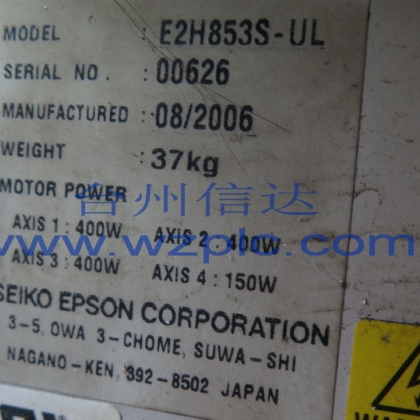 MODEL : E2H853S-UL
SERIAL NO. : 00626
MANUFACTURED : 08/2006
WEIGHT : 37kg
MOTOR POWER
台州信达
AXIS 1 : 400W AXIS 2 : 400W
www.wzplc.com
AXIS 3 : 400W AXIS 4 : 150W
SEIKO EPSON CORPORATION
3-5, OWA 3-CHOME, SUWA-SHI
NAGANO-KEN, 392-8502 JAPAN